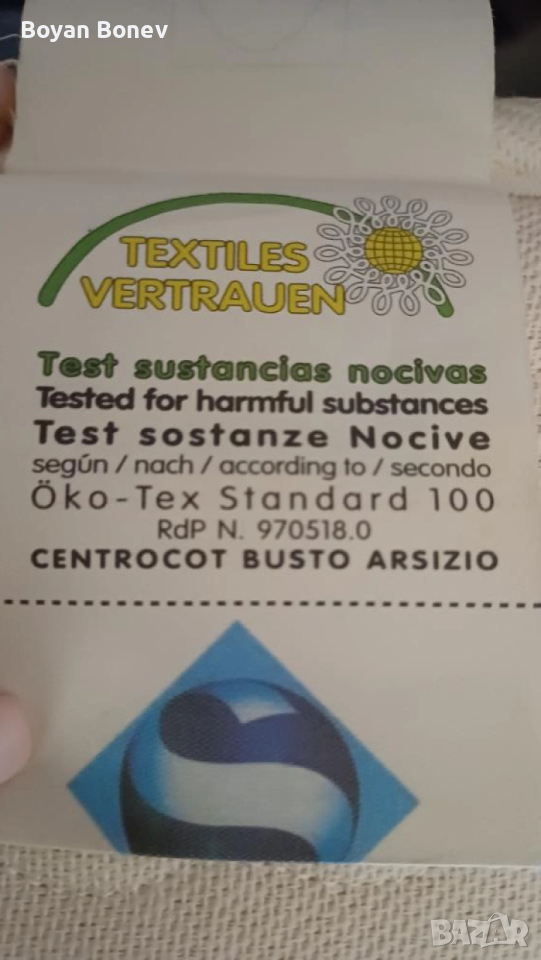 Boyan Bonev
TEXTILES
VERTRAUEN
Test sustancias nocivas
Tested for harmful substances
Test sostanze Nocive
según / nach / according to / secondo
Öko-Tex Standard 100
RdP N. 970518.0
CENTROCOT BUSTO ARSIZIO
BAZAR